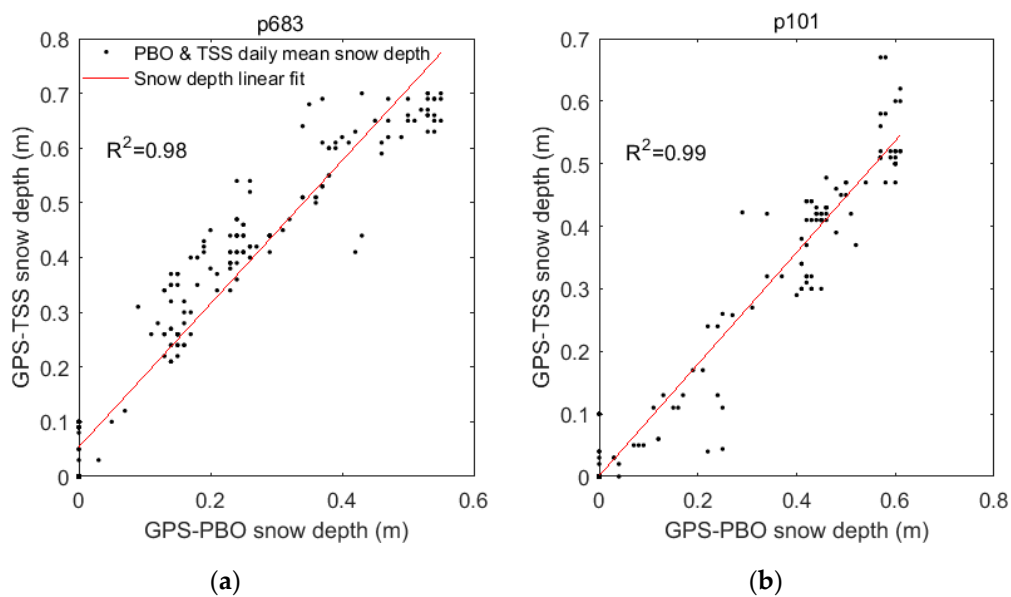 p683
0.8
0.7
0.6
0.5
0.4
0.3
0.2
0.1
0
GPS-TSS snow depth (m)
PBO & TSS daily mean snow depth
Snow depth linear fit
R²=0.98
0
0.2
0.4
0.6
GPS-PBO snow depth (m)
(a)
p101
0.7
0.6
0.5
0.4
0.3
0.2
0.1
0
GPS-TSS snow depth (m)
R²=0.99
0
0.2
0.4
0.6
0.8
GPS-PBO snow depth (m)
(b)